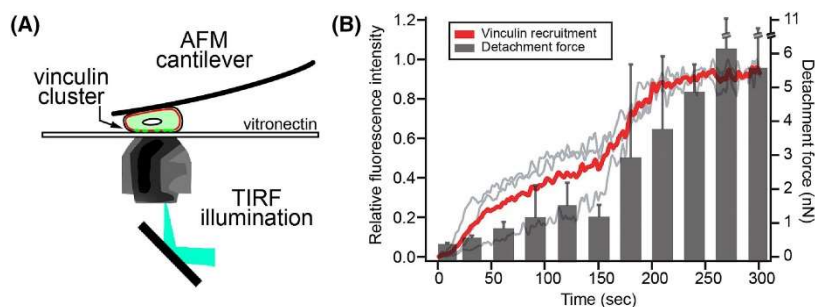 (A)
AFM
cantilever
vinculin
cluster
vitronectin
TIRF
illumination
(B)
Vinculin recruitment
Detachment force
Relative fluorescence intensity
1.2
1.0
0.8
0.6
0.4
0.2
0.0
11
6
5
4
3
2
1
0
Detachment force (nN)
0 50 100 150 200 250 300
Time (sec)